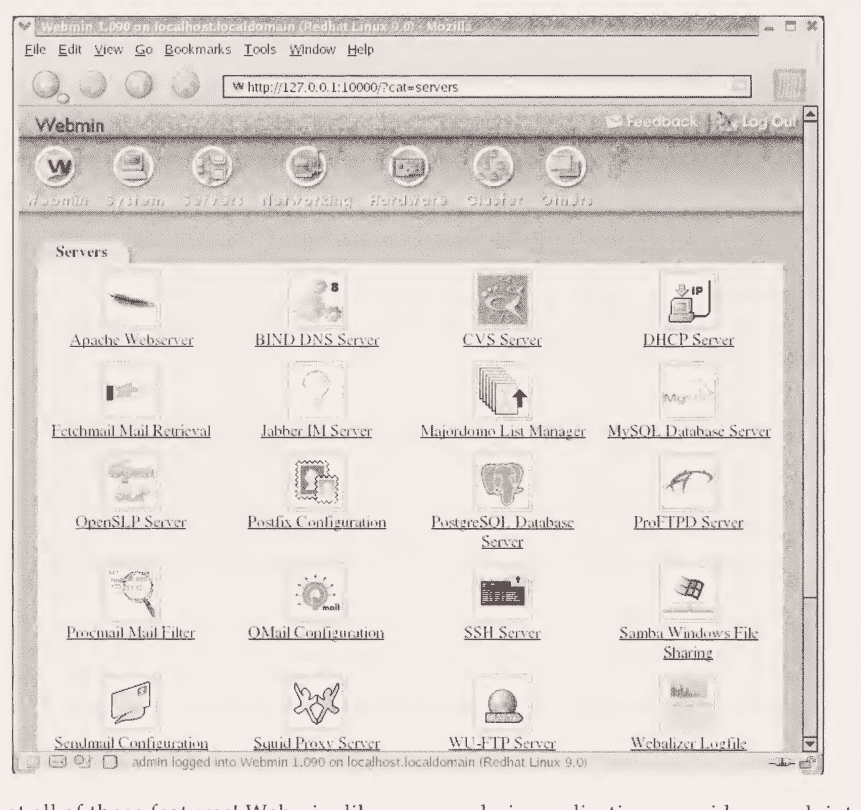 Webmin 1.090 on localhost.localdomain (Redhat Linux 9.0) - Mozilla
File Edit View Go Bookmarks Tools Window Help
http://127.0.0.1:10000/?cat=servers
Webmin Feedback Log Out
Webmin System Servers Networking Hardware Cluster Others
Servers
Apache Webserver BIND DNS Server CVS Server DHCP Server
Fetchmail Mail Retrieval Jabber IM Server Majordomo List Manager MySQL Database Server
OpenSLP Server Postfix Configuration PostgreSQL Database ProFTPD Server
Server
Procmail Mail Filter QMail Configuration SSH Server Samba Windows File
Sharing
Sendmail Configuration Squid Proxy Server WU-FTP Server Webalizer Logfile
admin logged into Webmin 1.090 on localhost.localdomain (Redhat Linux 9.0)